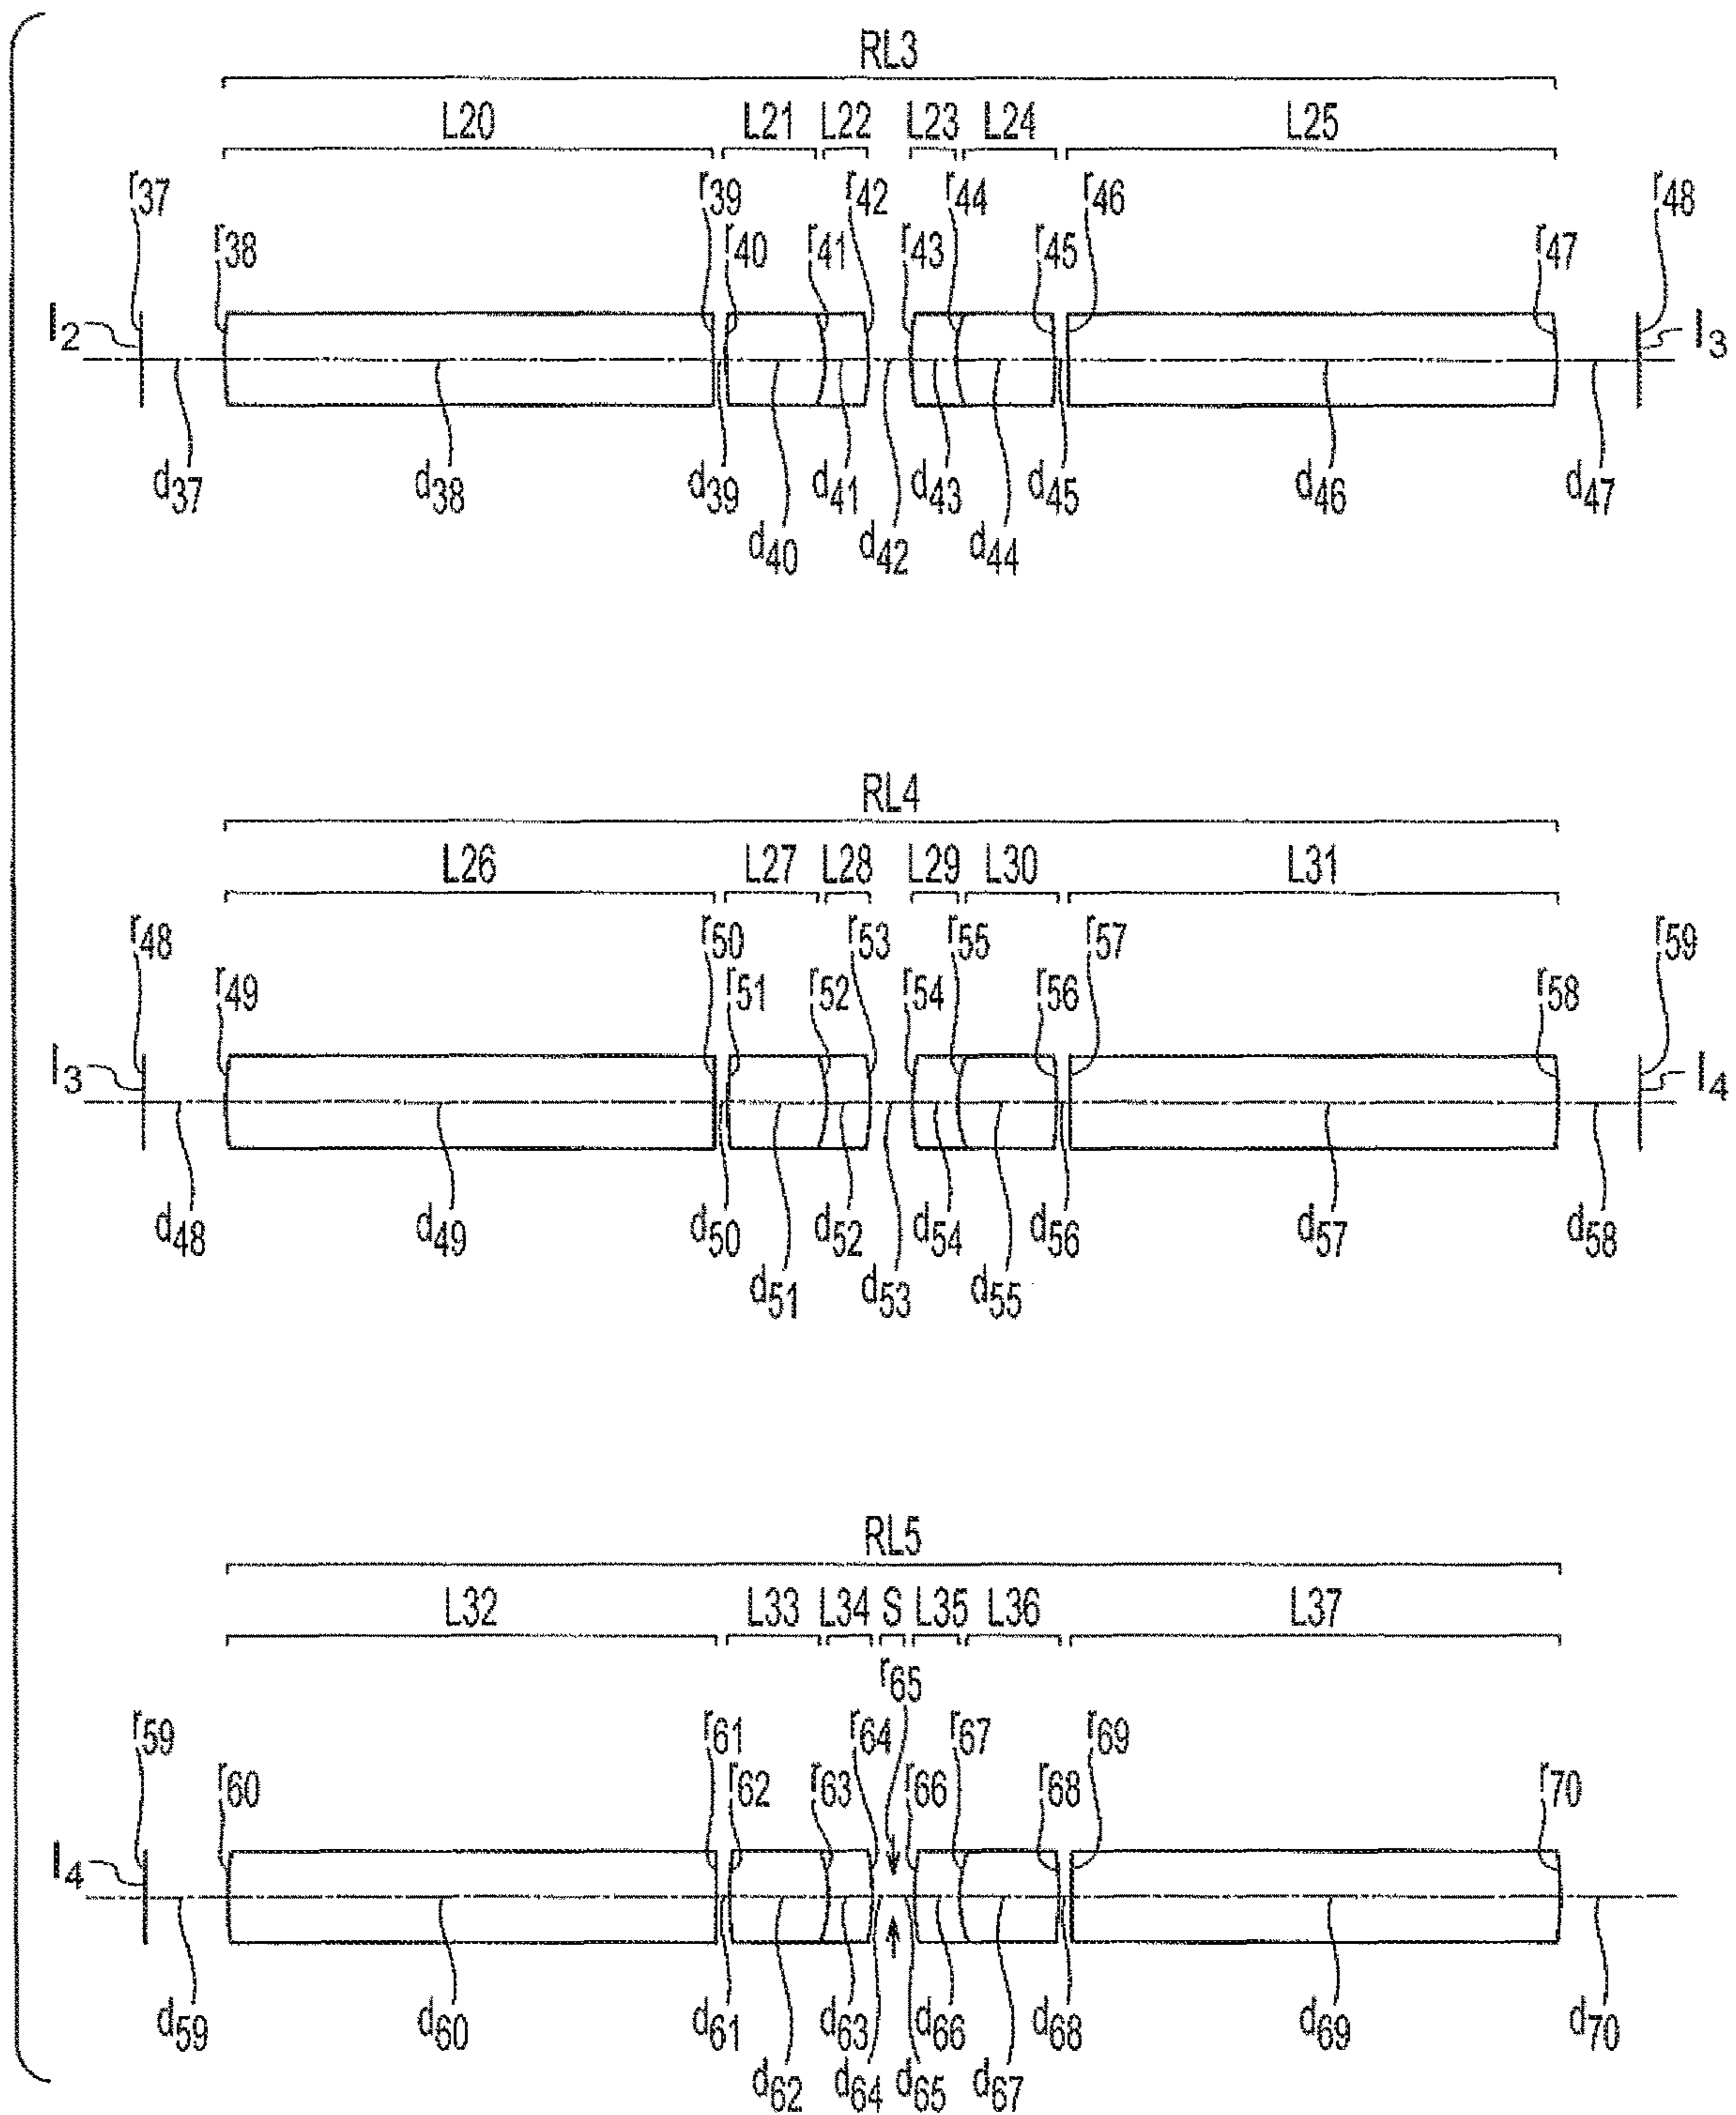 RL3
L20 L21 L22 L23 L24 L25
r37 r39 r42 r44 r46 r48
r38 r40 r41 r43 r45 r47
I2 I3
d37 d38 d39 d41 d43 d45 d46 d47
d40 d42 d44
RL4
L26 L27 L28 L29 L30 L31
r48 r50 r53 r55 r57 r59
r49 r51 r52 r54 r56 r58
I3 I4
d48 d49 d50 d52 d54 d56 d57 d58
d51 d53 d55
RL5
L32 L33 L34 S L35 L36 L37
r65
r59 r61 r64 r67 r69
r60 r62 r63 r66 r68 r70
I4
d59 d60 d61 d63 d66 d68 d69 d70
d62 d64 d65 d67